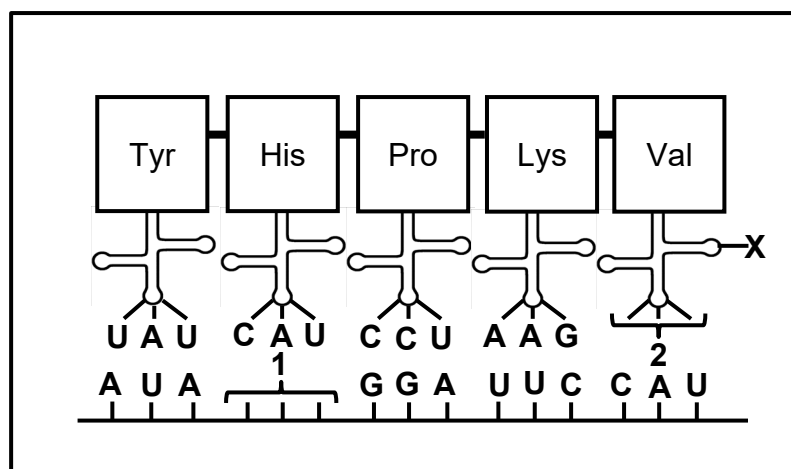 Tyr His Pro Lys Val
X
U A U C A U C C U A A G
1 2
A U A G G A U U C C A U